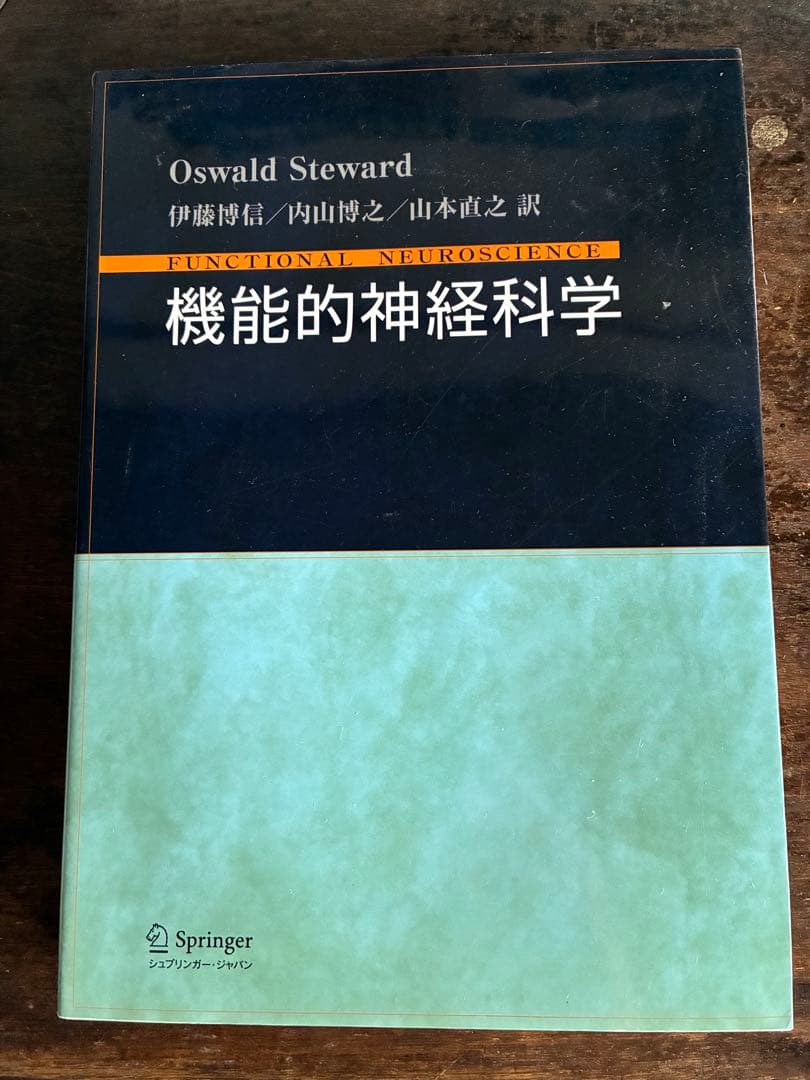 Oswald Steward
伊藤博信／内山博之／山本直之 訳
FUNCTIONAL NEUROSCIENCE
機能的神経科学
Springer
シュプリンガー・ジャパン